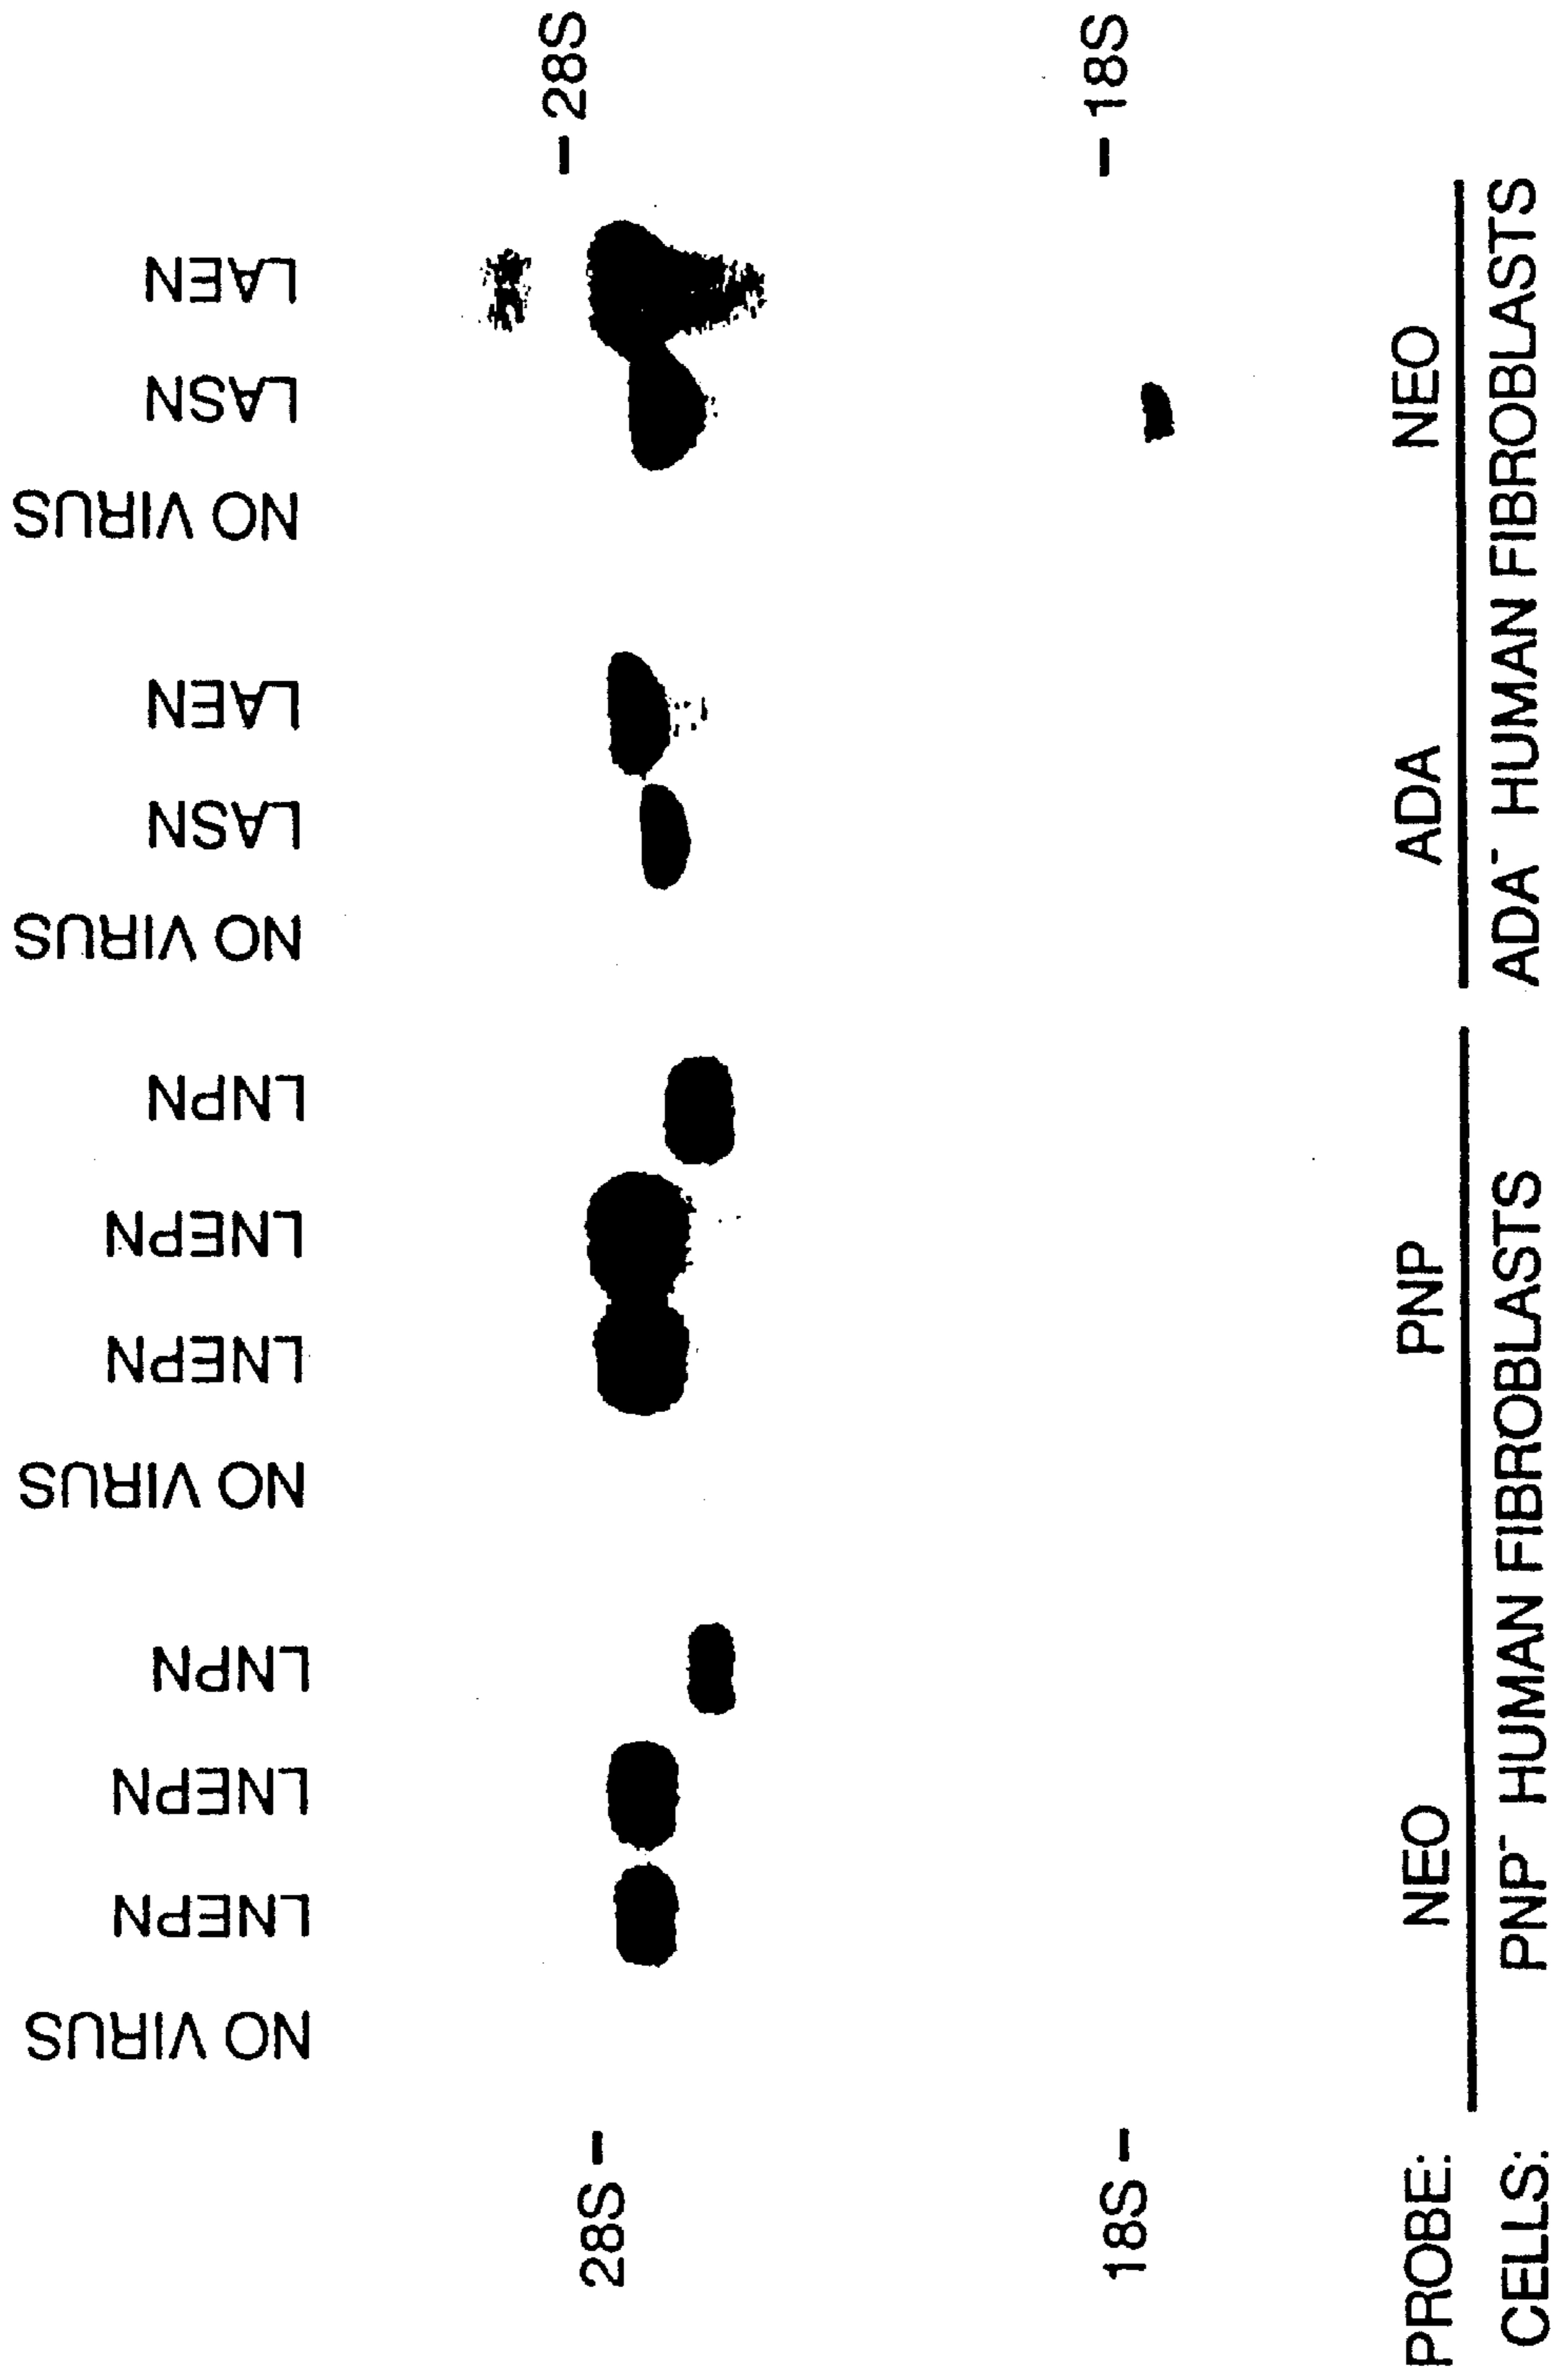 NO VIRUS
LNEPN
LNEPN
LNPN
NO VIRUS
LNEPN
LNEPN
LNPN
NO VIRUS
LASN
LAEN
NO VIRUS
LASN
LAEN
28S – – 28S
18S – – 18S
PROBE: NEO PNP ADA NEO
CELLS: PNP⁻ HUMAN FIBROBLASTS ADA⁻ HUMAN FIBROBLASTS